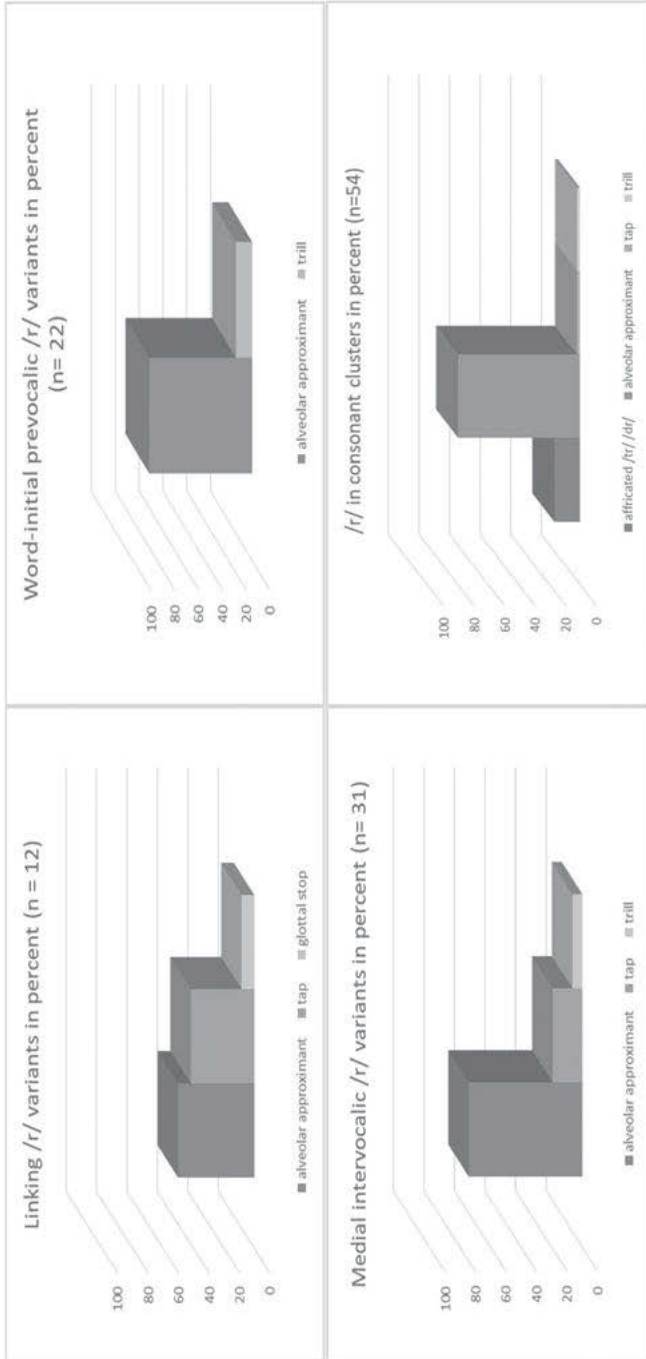 Linking /r/ variants in percent (n = 12)
100
80
60
40
20
0
■ alveolar approximant ■ tap ■ glottal stop
Word-initial prevocalic /r/ variants in percent
(n= 22)
100
80
60
40
20
0
■ alveolar approximant ■ trill
Medial intervocalic /r/ variants in percent (n= 31)
100
80
60
40
20
0
■ alveolar approximant ■ tap ■ trill
/r/ in consonant clusters in percent (n=54)
100
80
60
40
20
0
■ affricated /tr/ /dr/ ■ alveolar approximant ■ tap ■ trill